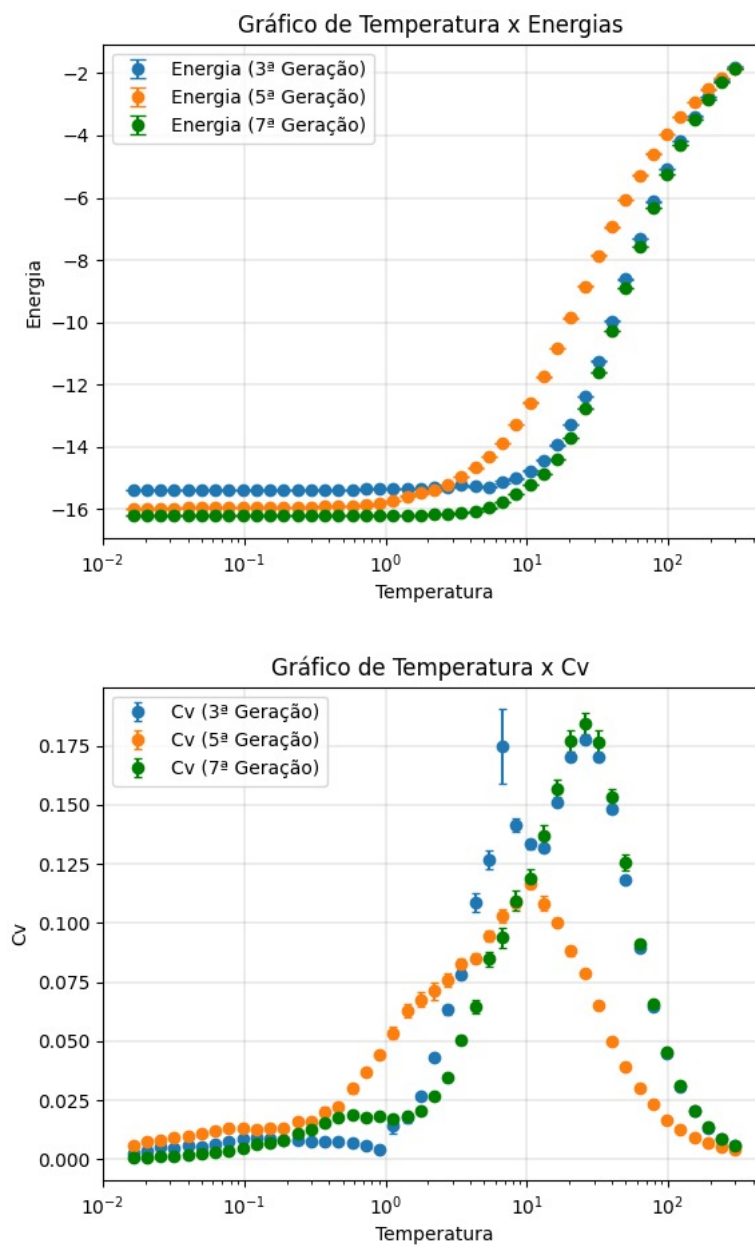 Gráfico de Temperatura x Energias
Energia (3ª Geração)
Energia (5ª Geração)
Energia (7ª Geração)
−2
−4
−6
−8
−10
−12
−14
−16
Energia
10⁻² 10⁻¹ 10⁰ 10¹ 10²
Temperatura
Gráfico de Temperatura x Cv
Cv (3ª Geração)
Cv (5ª Geração)
Cv (7ª Geração)
0.175
0.150
0.125
0.100
0.075
0.050
0.025
0.000
Cv
10⁻² 10⁻¹ 10⁰ 10¹ 10²
Temperatura